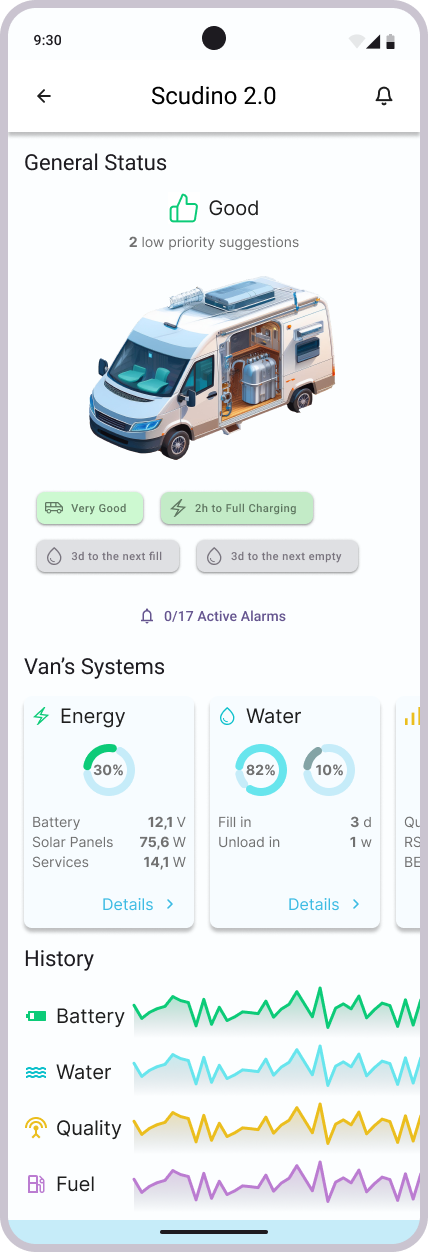 9:30
Scudino 2.0
General Status
Good
2 low priority suggestions
Very Good
2h to Full Charging
3d to the next fill
3d to the next empty
0/17 Active Alarms
Van's Systems
Energy
30%
Battery 12,1 V
Solar Panels 75,6 W
Services 14,1 W
Details
Water
82% 10%
Fill in 3 d
Unload in 1 w
Details
Qu
RS
BE
History
Battery
Water
Quality
Fuel